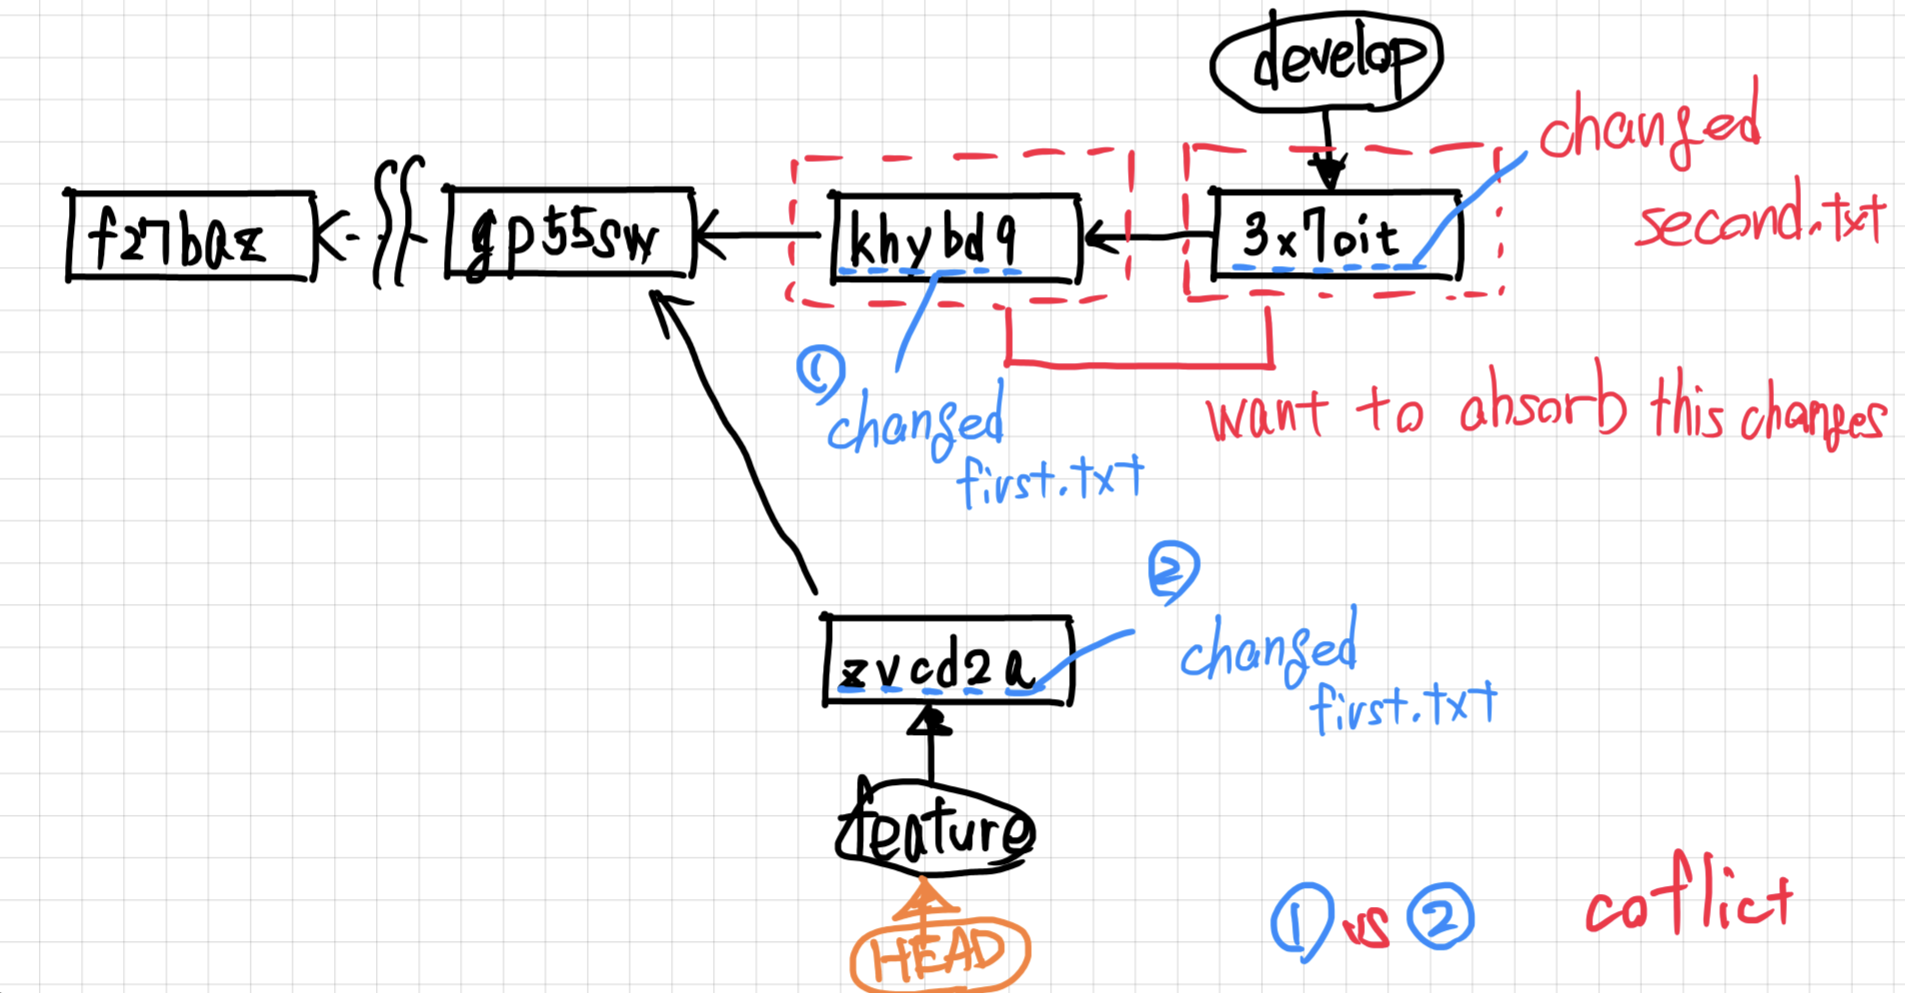 develop
changed
second.txt
f27baz
gp55sw
khybd9
3x7oit
①
changed
first.txt
want to absorb this changes
②
changed
first.txt
zvcd2a
feature
HEAD
① vs ② coflict